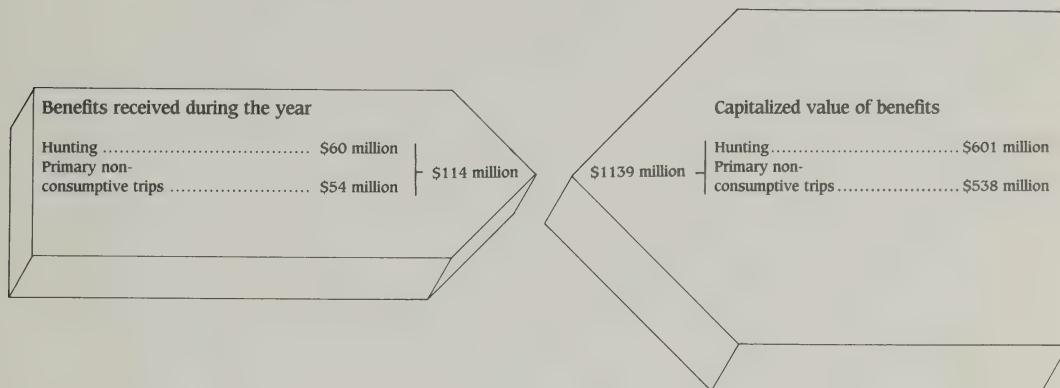 Benefits received during the year
Hunting ................................ $60 million
Primary non-
consumptive trips ...................... $54 million
$114 million
$1139 million
Capitalized value of benefits
Hunting.................................. $601 million
Primary non-
consumptive trips...................... $538 million